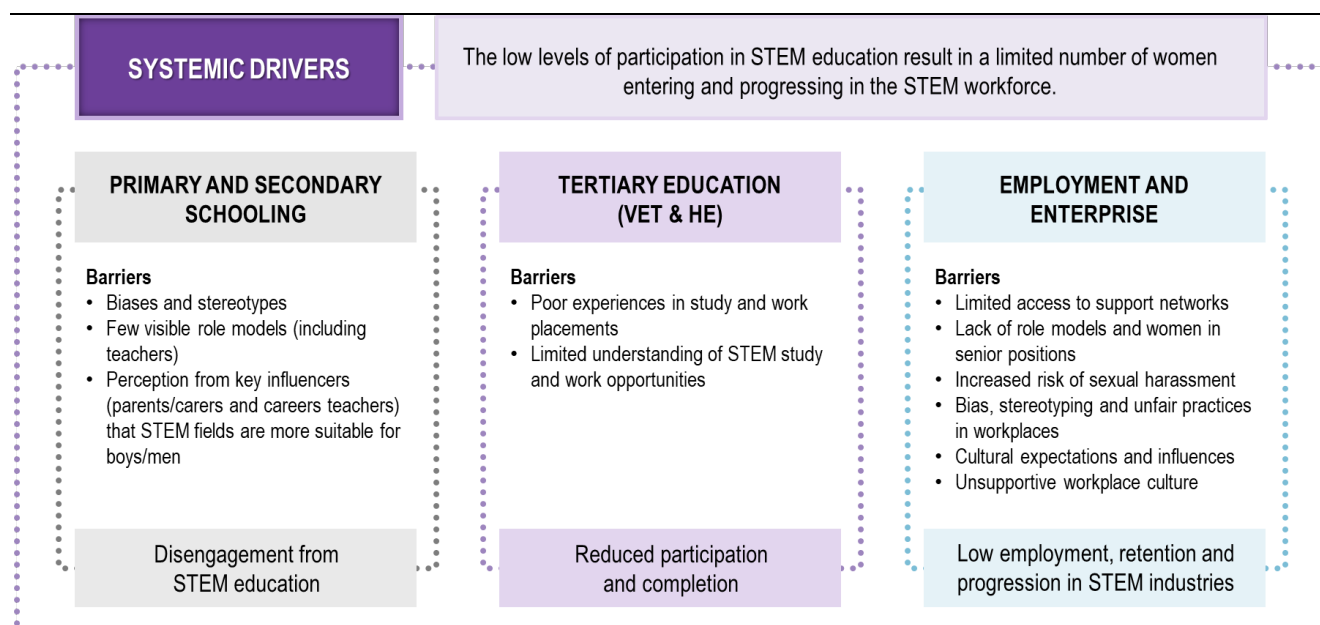 SYSTEMIC DRIVERS
The low levels of participation in STEM education result in a limited number of women
entering and progressing in the STEM workforce.
PRIMARY AND SECONDARY
SCHOOLING
Barriers
• Biases and stereotypes
• Few visible role models (including
teachers)
• Perception from key influencers
(parents/carers and careers teachers)
that STEM fields are more suitable for
boys/men
Disengagement from
STEM education
TERTIARY EDUCATION
(VET & HE)
Barriers
• Poor experiences in study and work
placements
• Limited understanding of STEM study
and work opportunities
Reduced participation
and completion
EMPLOYMENT AND
ENTERPRISE
Barriers
• Limited access to support networks
• Lack of role models and women in
senior positions
• Increased risk of sexual harassment
• Bias, stereotyping and unfair practices
in workplaces
• Cultural expectations and influences
• Unsupportive workplace culture
Low employment, retention and
progression in STEM industries